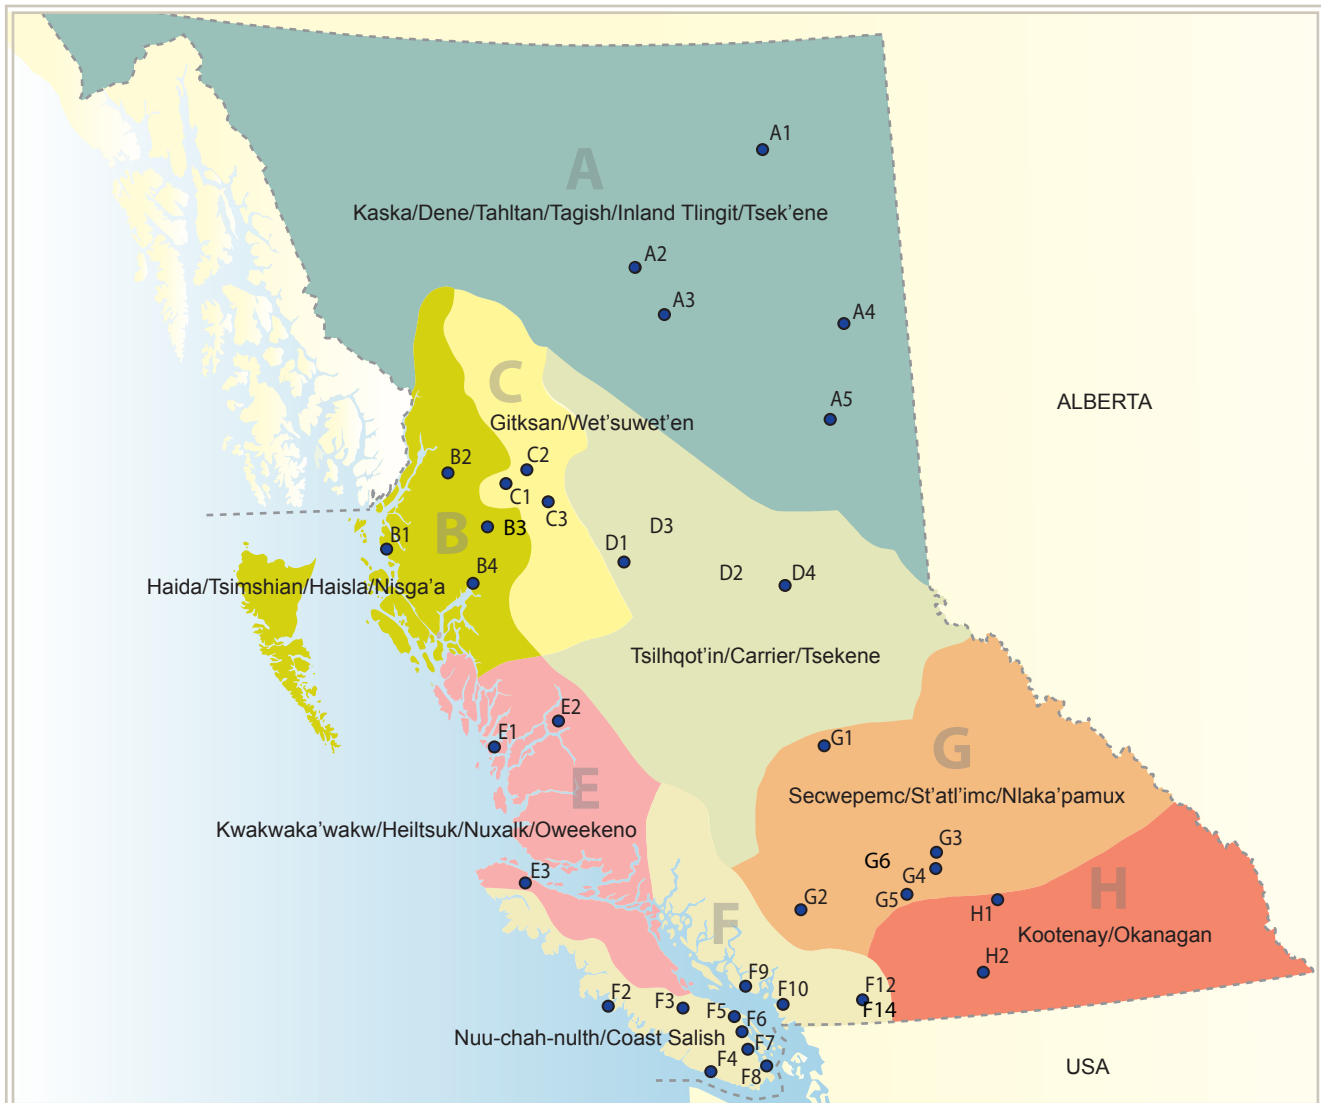 A1
A
Kaska/Dene/Tahltan/Tagish/Inland Tlingit/Tsek'ene
A2
A3
A4
C
A5
ALBERTA
Gitksan/Wet'suwet'en
B2
C2
C1
C3
B
B3
D3
B1
D1
B4
D2
D4
Haida/Tsimshian/Haisla/Nisga'a
Tsilhqot'in/Carrier/Tsekene
E2
E1
G1
G
E
Secwepemc/St'atl'imc/Nlaka'pamux
Kwakwaka'wakw/Heiltsuk/Nuxalk/Oweekeno
G3
G6
E3
G4
H
G2
G5
H1
F
Kootenay/Okanagan
H2
F9
F2
F3
F10
F12
F14
F5
F6
Nuu-chah-nulth/Coast Salish
F7
F4
F8
USA